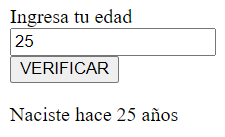 Ingresa tu edad
25
VERIFICAR
Naciste hace 25 años